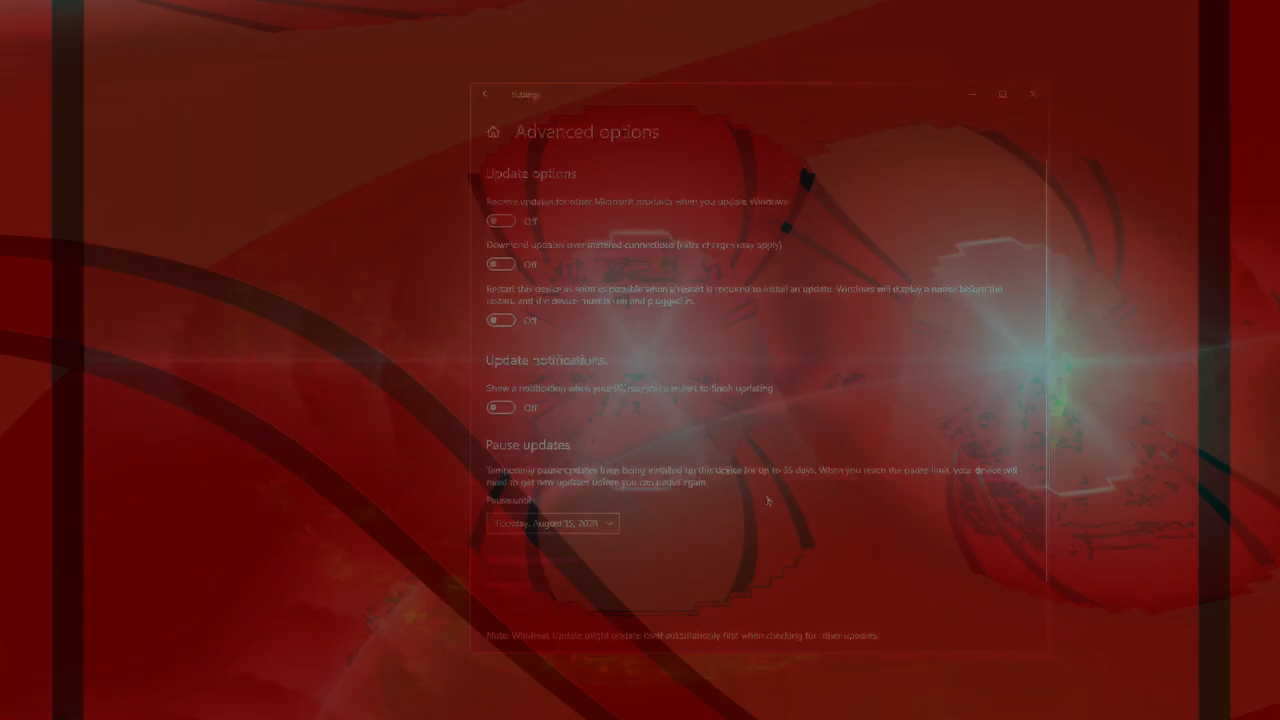 Settings
Advanced options
Update options
Receive updates for other Microsoft products when you update Windows
Off
Download updates over metered connections (extra charges may apply)
Off
Restart this device as soon as possible when a restart is required to install an update. Windows will display a notice before the
restart, and the device must be on and plugged in.
Off
Update notifications
Show a notification when your PC requires a restart to finish updating
Off
Pause updates
Temporarily pause updates from being installed on this device for up to 35 days. When you reach the pause limit, your device will
need to get new updates before you can pause again.
Pause until
Tuesday, August 15,
Note: Windows Update might update itself automatically first when checking for other updates.